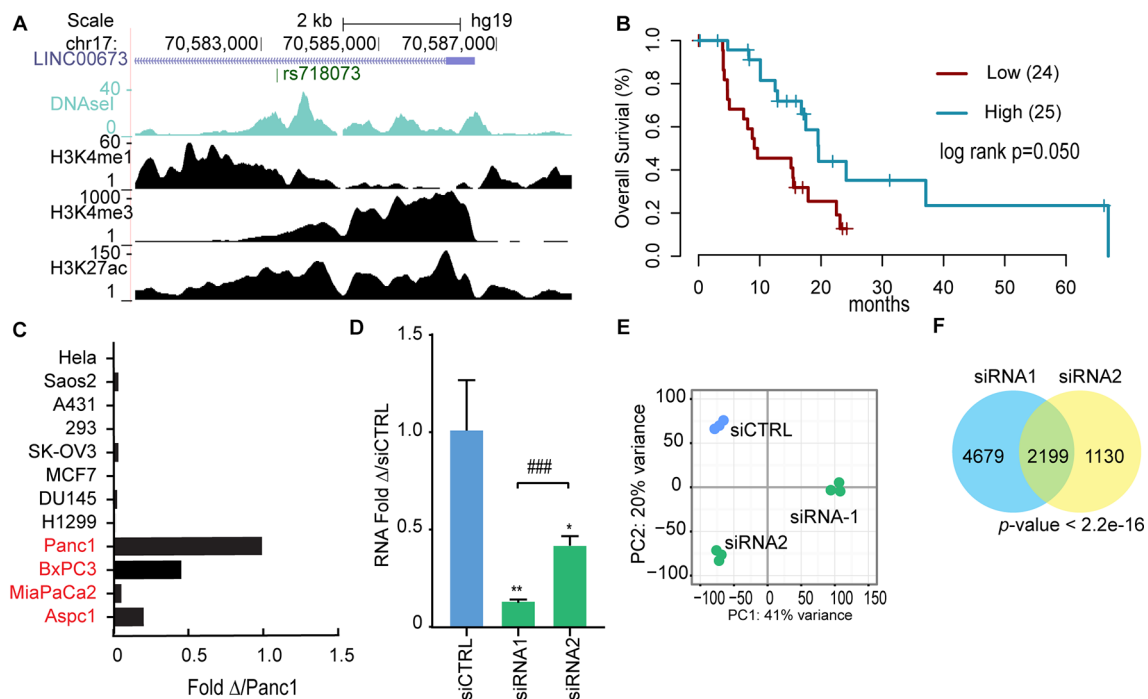 A
Scale
2 kb
hg19
chr17:
70,583,000
70,585,000
70,587,000
LINC00673
rs718073
DNAseI
40
0
H3K4me1
60
1
H3K4me3
1000
1
H3K27ac
150
1
B
Overall Surivial (%)
1.0
0.8
0.6
0.4
0.2
0.0
Low (24)
High (25)
log rank p=0.050
0 10 20 30 40 50 60
months
C
Hela
Saos2
A431
293
SK-OV3
MCF7
DU145
H1299
Panc1
BxPC3
MiaPaCa2
Aspc1
0 0.5 1.0 1.5
Fold Δ/Panc1
D
RNA Fold Δ/siCTRL
1.5
1.0
0.5
0
###
**
*
siCTRL
siRNA1
siRNA2
E
PC2: 20% variance
100
50
0
−50
−100
siCTRL
siRNA-1
siRNA2
−100 −50 0 50 100 150
PC1: 41% variance
F
siRNA1
siRNA2
4679
2199
1130
p-value < 2.2e-16